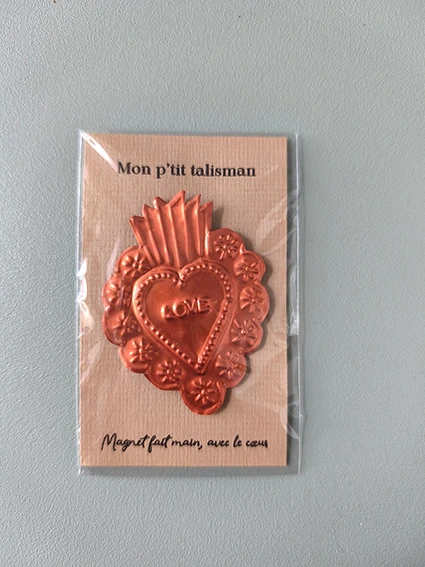 Mon p'tit talisman
LOVE
Magnet fait main, avec le cœur